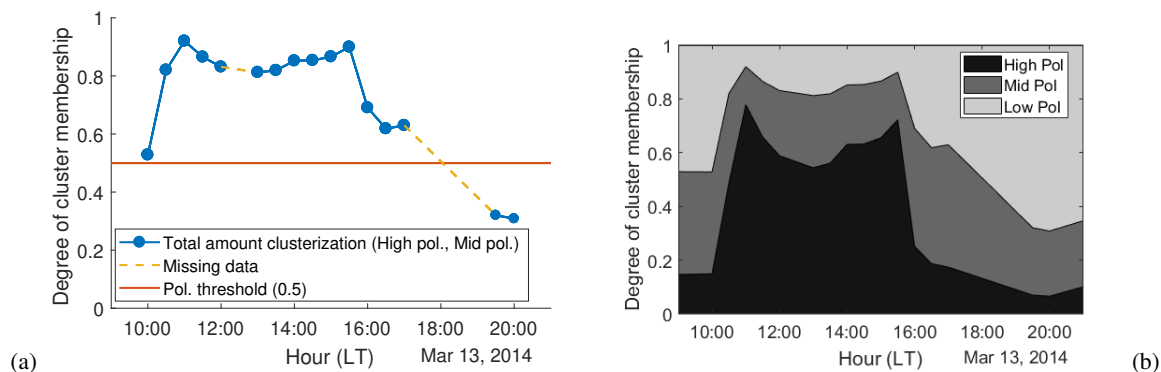 (a)
Degree of cluster membership
1
0.8
0.6
0.4
0.2
0
Total amount clusterization (High pol., Mid pol.)
Missing data
Pol. threshold (0.5)
10:00 12:00 14:00 16:00 18:00 20:00
Hour (LT)
Mar 13, 2014
Degree of cluster membership
1
0.8
0.6
0.4
0.2
0
High Pol
Mid Pol
Low Pol
10:00 12:00 14:00 16:00 18:00 20:00
Hour (LT)
Mar 13, 2014
(b)